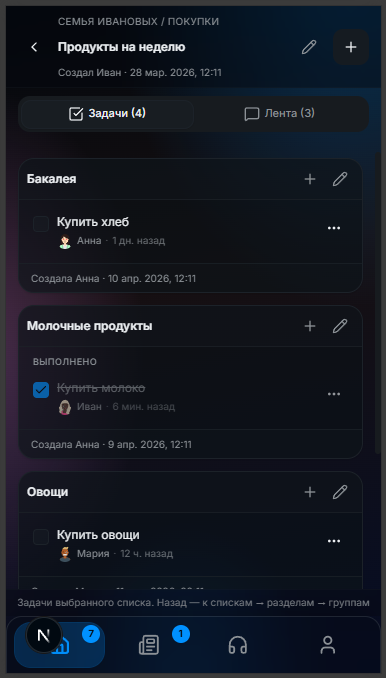 СЕМЬЯ ИВАНОВЫХ / ПОКУПКИ
Продукты на неделю
Создал Иван · 28 мар. 2026, 12:11
Задачи (4)
Лента (3)
Бакалея
Купить хлеб
Анна · 1 дн. назад
Создала Анна · 10 апр. 2026, 12:11
Молочные продукты
ВЫПОЛНЕНО
Купить молоко
Иван · 6 мин. назад
Создала Анна · 9 апр. 2026, 12:11
Овощи
Купить овощи
Мария · 12 ч. назад
Задачи выбранного списка. Назад — к спискам → разделам → группам
N
7
1